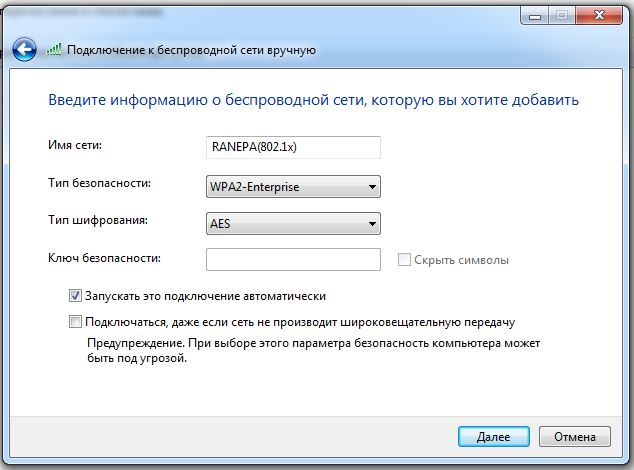 Подключение к беспроводной сети вручную
Введите информацию о беспроводной сети, которую вы хотите добавить
Имя сети: RANEPA(802.1x)
Тип безопасности: WPA2-Enterprise
Тип шифрования: AES
Ключ безопасности: Скрыть символы
Запускать это подключение автоматически
Подключаться, даже если сеть не производит широковещательную передачу
Предупреждение. При выборе этого параметра безопасность компьютера может
быть под угрозой.
Далее Отмена